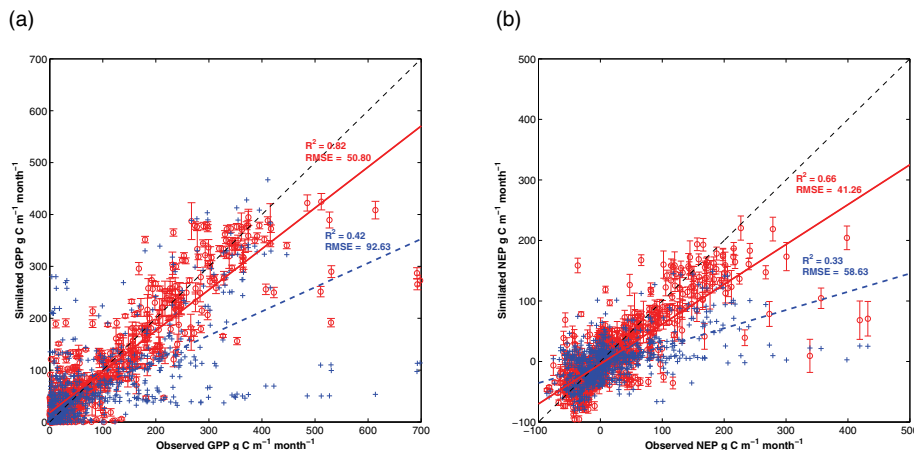 (a)
(b)
700
600
500
400
300
200
100
0
0 100 200 300 400 500 600 700
Similated GPP g C m⁻¹ month⁻¹
Observed GPP g C m⁻¹ month⁻¹
R² = 0.82
RMSE = 50.80
R² = 0.42
RMSE = 92.63
500
400
300
200
100
0
−100
−100 0 100 200 300 400 500
Similated NEP g C m⁻¹ month⁻¹
Observed NEP g C m⁻¹ month⁻¹
R² = 0.66
RMSE = 41.26
R² = 0.33
RMSE = 58.63